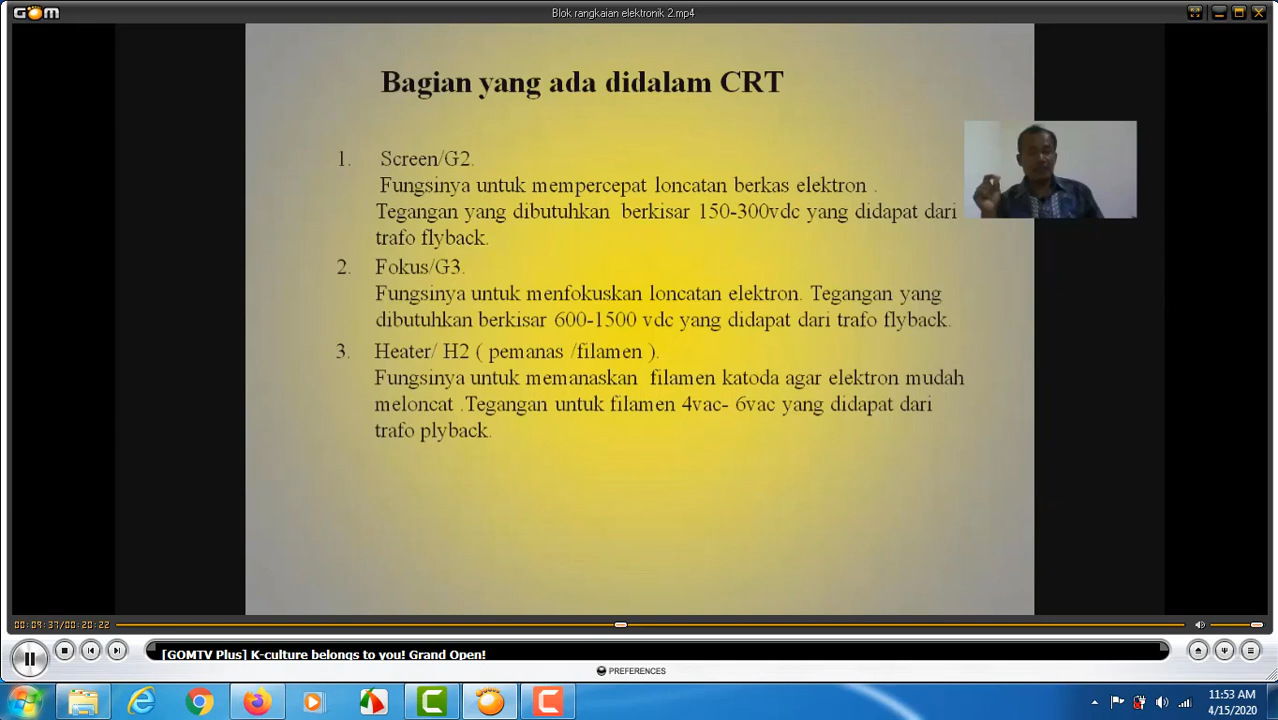 GOM
Blok rangkaian elektronik 2.mp4
Bagian yang ada didalam CRT
1. Screen/G2.
Fungsinya untuk mempercepat loncatan berkas elektron .
Tegangan yang dibutuhkan berkisar 150-300vdc yang didapat dari
trafo flyback.
2. Fokus/G3.
Fungsinya untuk menfokuskan loncatan elektron. Tegangan yang
dibutuhkan berkisar 600-1500 vdc yang didapat dari trafo flyback.
3. Heater/ H2 ( pemanas /filamen ).
Fungsinya untuk memanaskan filamen katoda agar elektron mudah
meloncat .Tegangan untuk filamen 4vac- 6vac yang didapat dari
trafo plyback.
00:09:37/00:20:22
[GOMTV Plus] K-culture belongs to you! Grand Open!
PREFERENCES
11:53 AM
4/15/2020